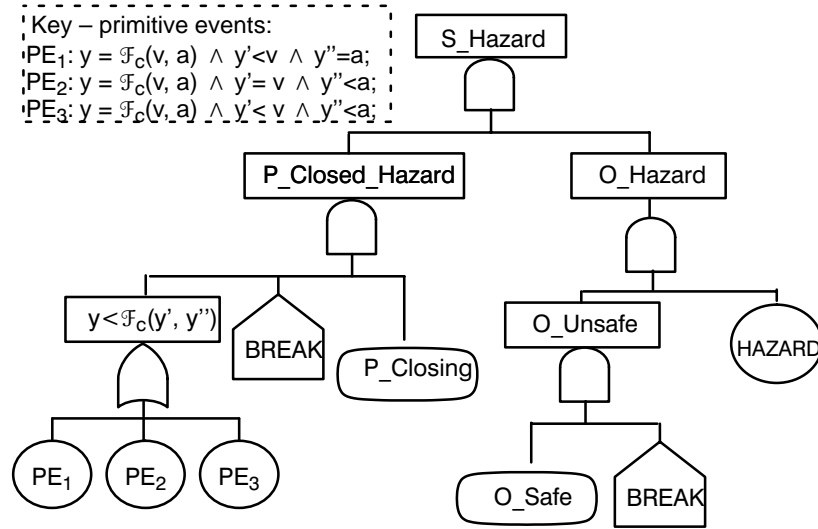 Key – primitive events:
PE₁: y = ℱc(v, a) ∧ y'<v ∧ y''=a;
PE₂: y = ℱc(v, a) ∧ y'= v ∧ y''<a;
PE₃: y = ℱc(v, a) ∧ y'< v ∧ y''<a;
S_Hazard
P_Closed_Hazard
O_Hazard
y<ℱc(y', y'')
BREAK
P_Closing
O_Unsafe
HAZARD
PE₁
PE₂
PE₃
O_Safe
BREAK